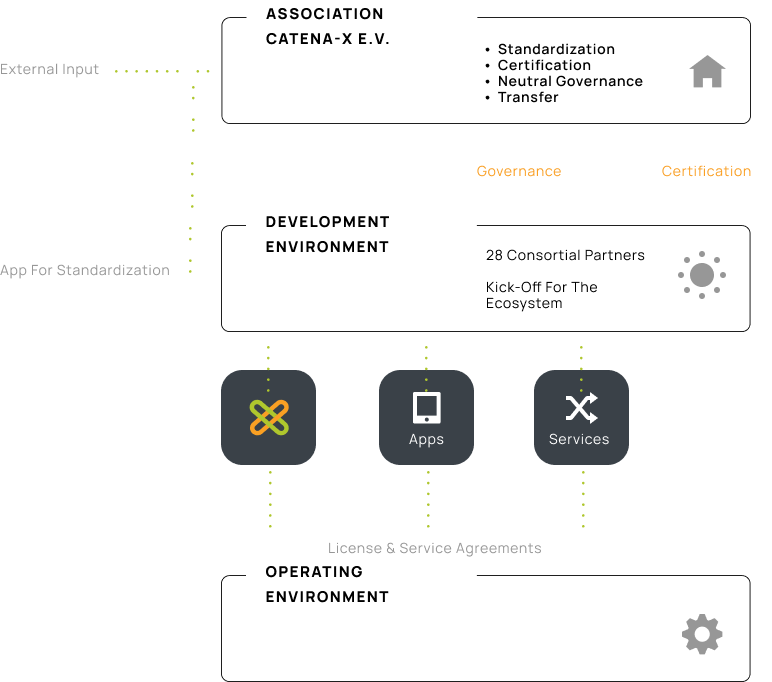 ASSOCIATION
CATENA-X E.V.
• Standardization
• Certification
• Neutral Governance
• Transfer
External Input
Governance
Certification
DEVELOPMENT
ENVIRONMENT
28 Consortial Partners
Kick-Off For The
Ecosystem
App For Standardization
Apps
Services
License & Service Agreements
OPERATING
ENVIRONMENT